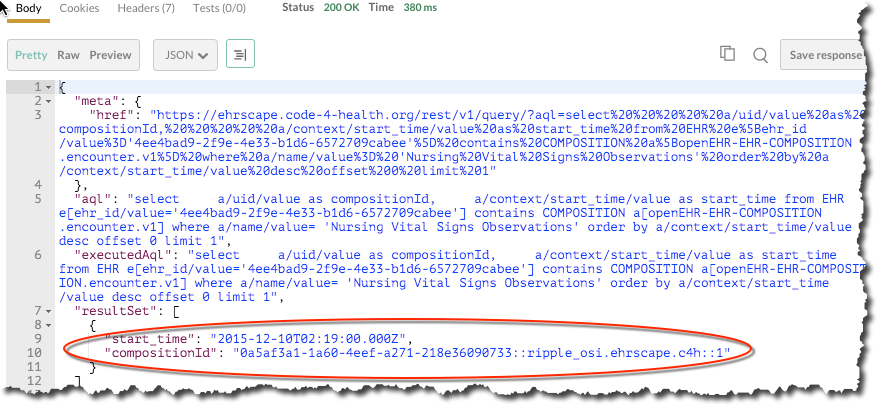 Body Cookies Headers (7) Tests (0/0) Status 200 OK Time 380 ms
Pretty Raw Preview JSON Save response
1 {
2 "meta": {
3 "href": "https://ehrscape.code-4-health.org/rest/v1/query/?aql=select%20%20%20%20%20a/uid/value%20as%20
compositionId,%20%20%20%20%20a/context/start_time/value%20as%20start_time%20from%20EHR%20e%5Behr_id
/value%3D'4ee4bad9-2f9e-4e33-b1d6-6572709cabee'%5D%20contains%20COMPOSITION%20a%5BopenEHR-EHR-COMPOSITION
.encounter.v1%5D%20where%20a/name/value%3D%20'Nursing%20Vital%20Signs%20Observations'%20order%20by%20a
/context/start_time/value%20desc%20offset%200%20limit%201"
4 },
5 "aql": "select     a/uid/value as compositionId,     a/context/start_time/value as start_time from EHR
e[ehr_id/value='4ee4bad9-2f9e-4e33-b1d6-6572709cabee'] contains COMPOSITION a[openEHR-EHR-COMPOSITION
.encounter.v1] where a/name/value= 'Nursing Vital Signs Observations' order by a/context/start_time/value
desc offset 0 limit 1",
6 "executedAql": "select     a/uid/value as compositionId,     a/context/start_time/value as start_time
from EHR e[ehr_id/value='4ee4bad9-2f9e-4e33-b1d6-6572709cabee'] contains COMPOSITION a[openEHR-EHR-COMPOSIT
ION.encounter.v1] where a/name/value= 'Nursing Vital Signs Observations' order by a/context/start_time
/value desc offset 0 limit 1",
7 "resultSet": [
8 {
9 "start_time": "2015-12-10T02:19:00.000Z",
10 "compositionId": "0a5af3a1-1a60-4eef-a271-218e36090733::ripple_osi.ehrscape.c4h::1"
11 }
12 ]